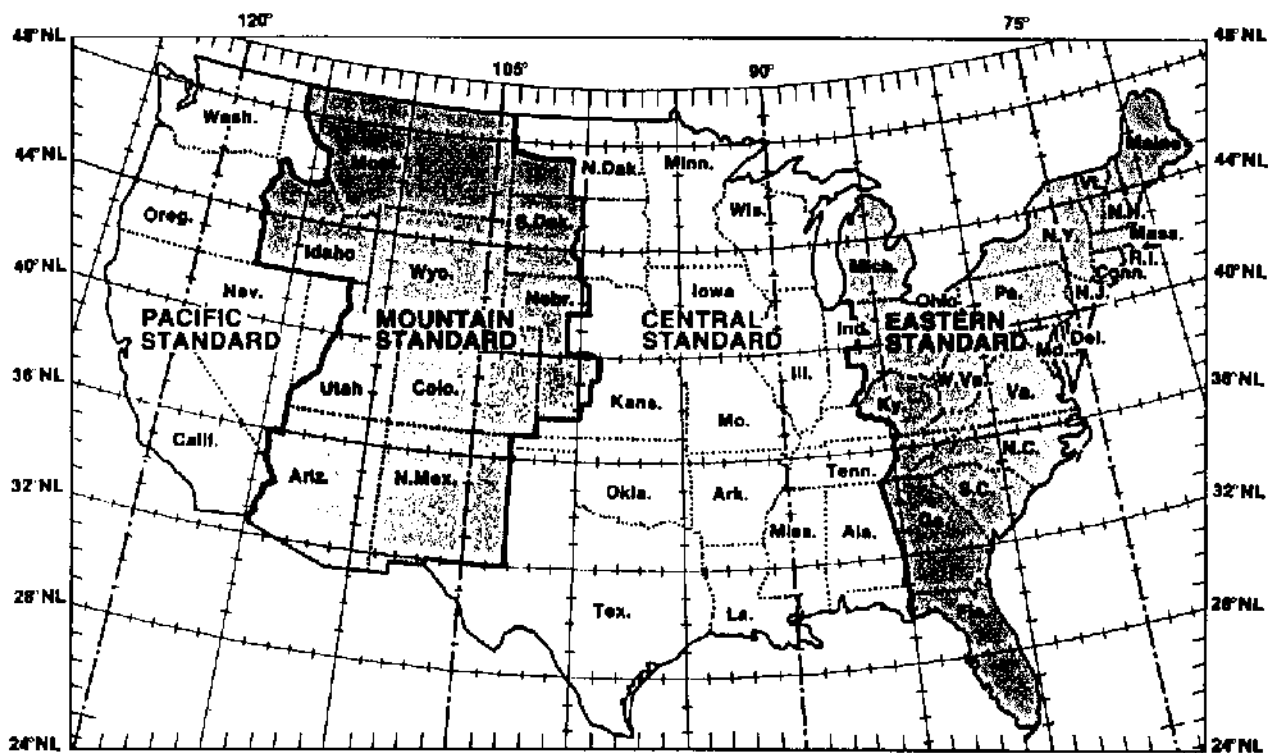 120°
75°
48°NL
48°NL
105°
90°
Wash.
Maine
44°NL
44°NL
Mont.
N.Dak.
Minn.
Vt.
Oreg.
S.Dak.
Wis.
N.H.
N.Y.
Mass.
Idaho
Wyo.
Mich.
R.I.
40°NL
40°NL
Conn.
Nev.
Nebr.
Iowa
Ohio
Pa.
N.J.
PACIFIC
STANDARD
MOUNTAIN
STANDARD
CENTRAL
STANDARD
Ind.
EASTERN
STANDARD
Md.
Del.
36°NL
36°NL
Utah
Colo.
Ill.
W.Va.
Kans.
Ky.
Va.
Mo.
Calif.
N.C.
Ariz.
N.Mex.
Tenn.
32°NL
32°NL
Okla.
Ark.
S.C.
Miss.
Ala.
Ga.
28°NL
28°NL
Tex.
La.
Fla.
24°NL
24°NL